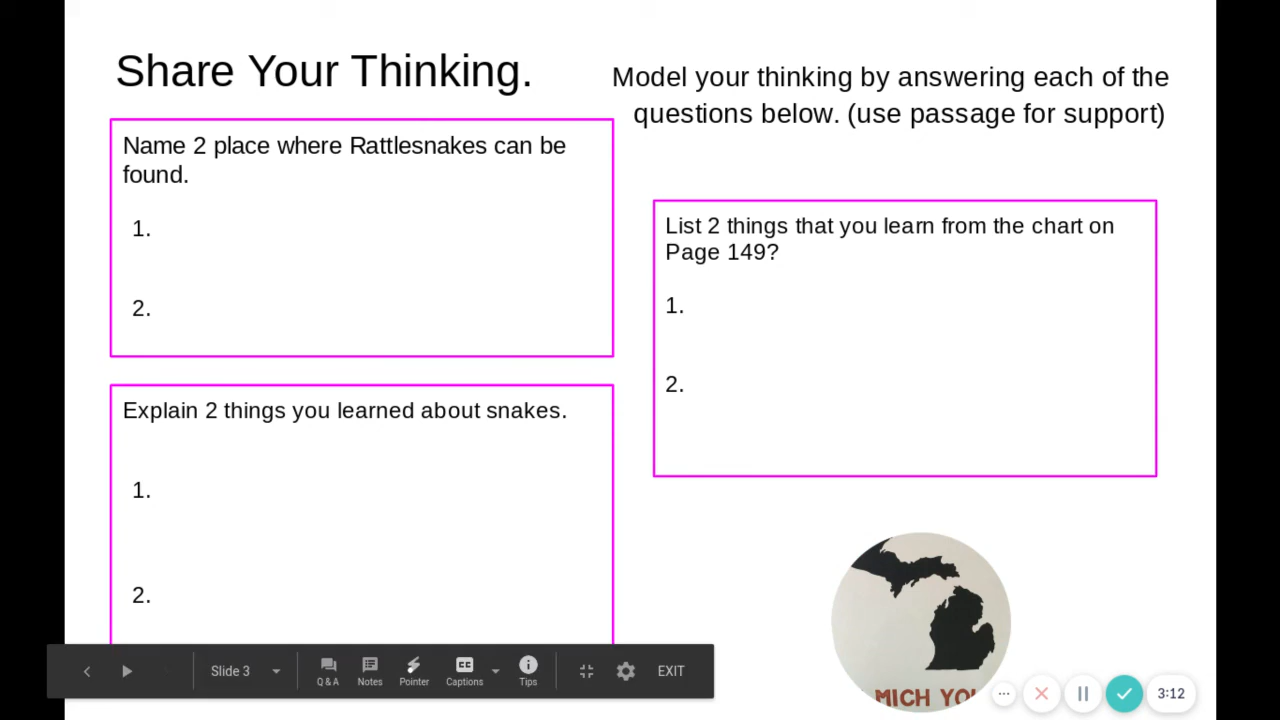 Share Your Thinking.
Model your thinking by answering each of the
questions below. (use passage for support)
Name 2 place where Rattlesnakes can be
found.
1.
2.
List 2 things that you learn from the chart on
Page 149?
1.
2.
Explain 2 things you learned about snakes.
1.
2.
Slide 3
Q & A
Notes
Pointer
CC
Captions
Tips
EXIT
MICH YOU
3:12